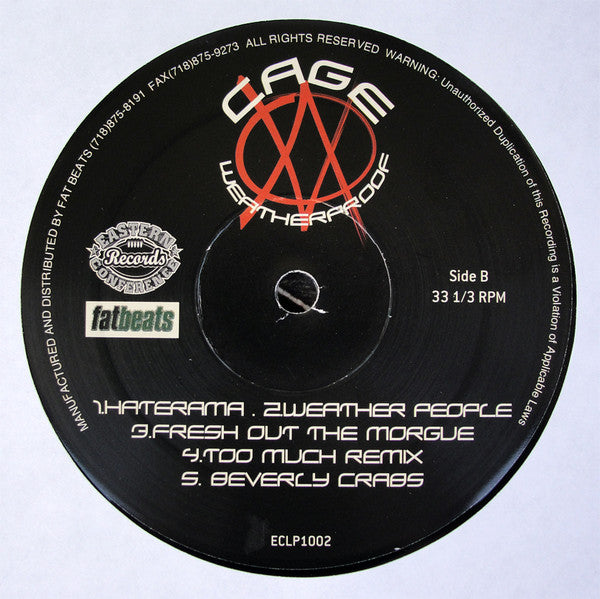 MANUFACTURED AND DISTRIBUTED BY FAT BEATS (718)875-8191 FAX(718)875-9273 ALL RIGHTS RESERVED WARNING: Unauthorized Duplication of this Recording is a Violation of Applicable Laws
CAGE
WEATHERPROOF
EASTERN
Records
CONFERENCE
fatbeats
Side B
33 1/3 RPM
1.HATERAMA . 2.WEATHER PEOPLE
3.FRESH OUT THE MORGUE
4.TOO MUCH REMIX
5. BEVERLY CRABS
ECLP1002